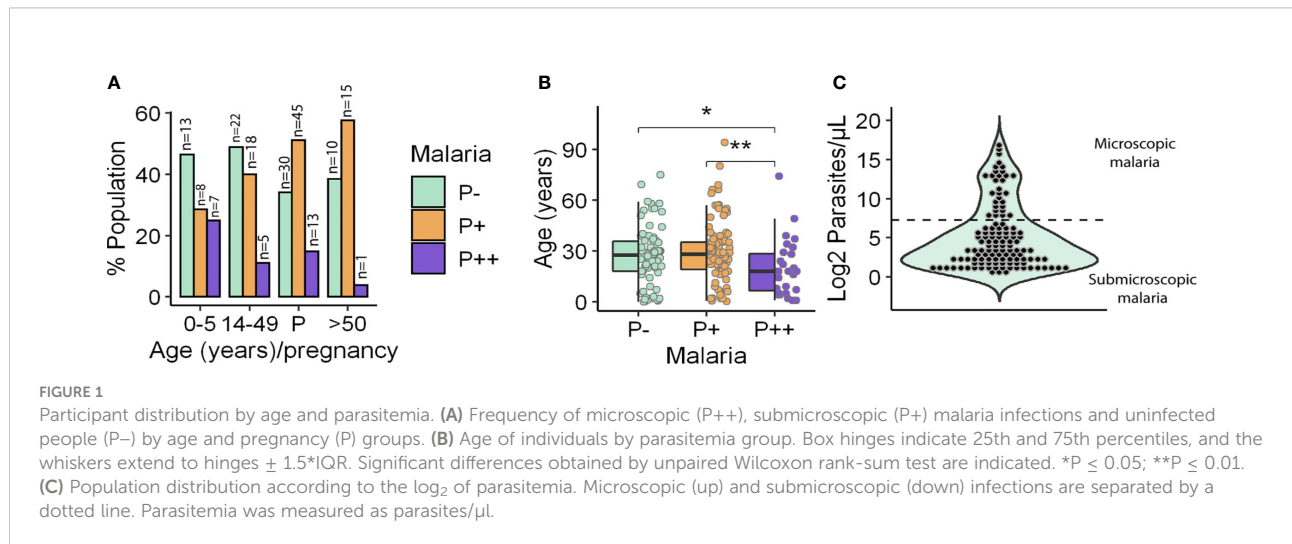 A
% Population
60
40
20
0
n=13
n=8
n=7
n=22
n=18
n=5
n=30
n=45
n=13
n=10
n=15
n=1
0-5 14-49 P >50
Age (years)/pregnancy
Malaria
P-
P+
P++
B
Age (years)
90
60
30
0
*
**
P- P+ P++
Malaria
C
Log2 Parasites/µL
20
15
10
5
0
Microscopic
malaria
Submicroscopic
malaria
FIGURE 1
Participant distribution by age and parasitemia. (A) Frequency of microscopic (P++), submicroscopic (P+) malaria infections and uninfected
people (P–) by age and pregnancy (P) groups. (B) Age of individuals by parasitemia group. Box hinges indicate 25th and 75th percentiles, and the
whiskers extend to hinges ± 1.5*IQR. Significant differences obtained by unpaired Wilcoxon rank-sum test are indicated. *P ≤ 0.05; **P ≤ 0.01.
(C) Population distribution according to the log₂ of parasitemia. Microscopic (up) and submicroscopic (down) infections are separated by a
dotted line. Parasitemia was measured as parasites/µl.